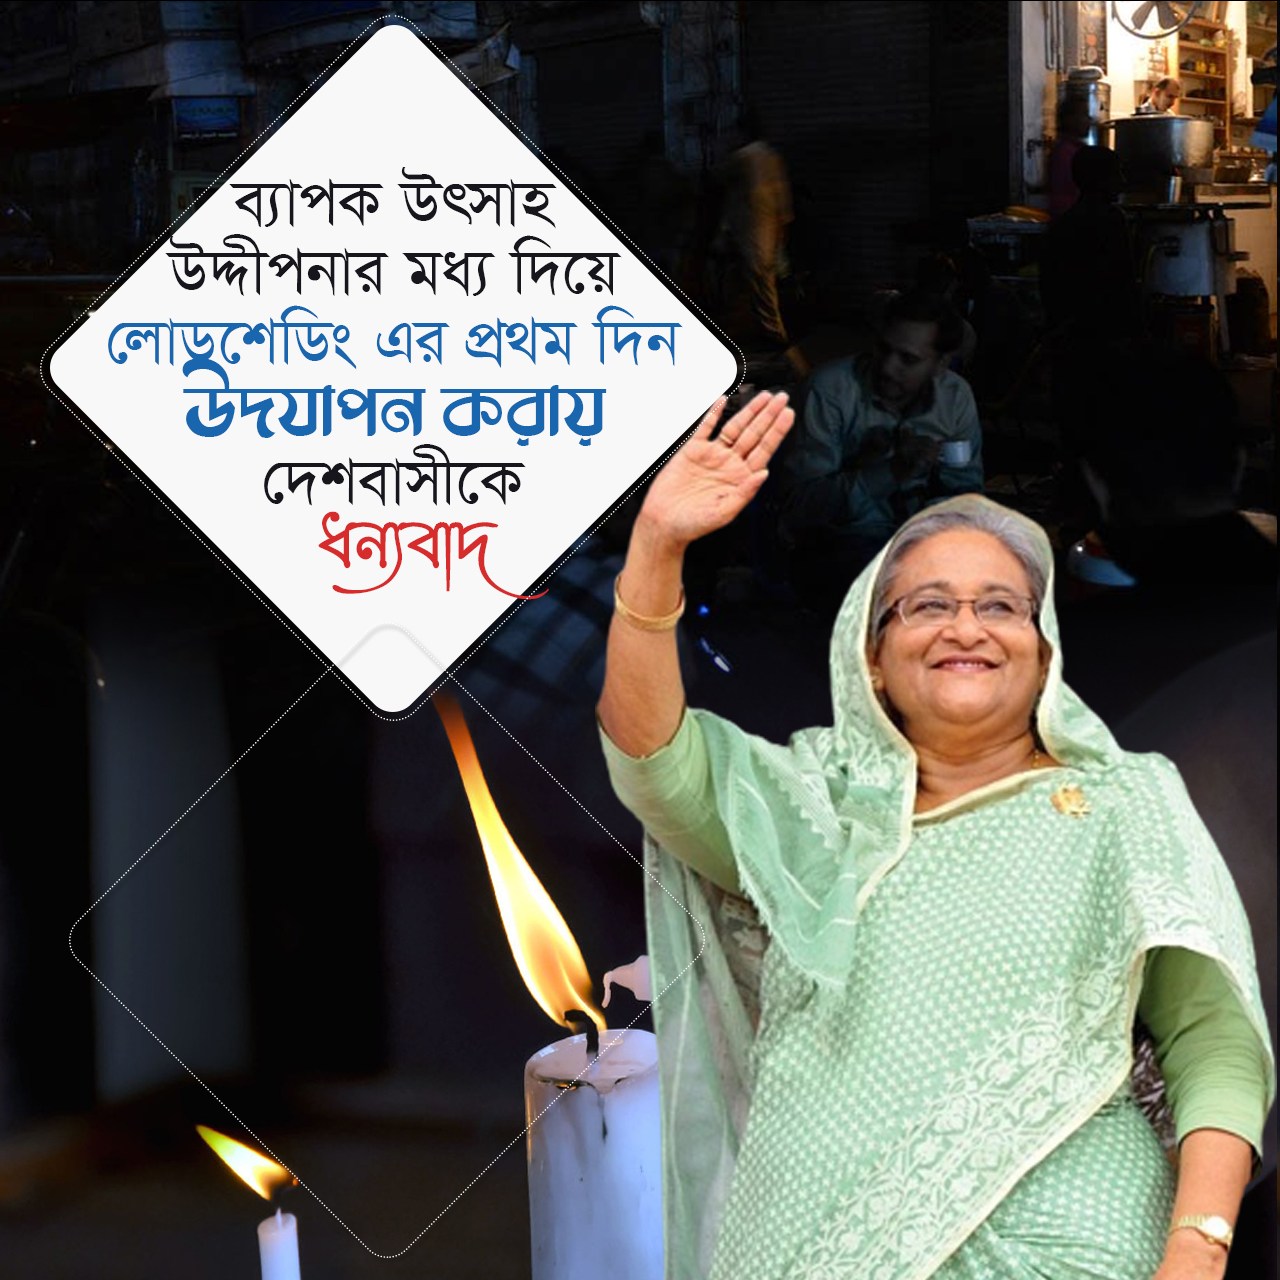 ব্যাপক উৎসাহ
উদ্দীপনার মধ্য দিয়ে
লোডশেডিং এর প্রথম দিন
উদযাপন করায়
দেশবাসীকে
ধন্যবাদ